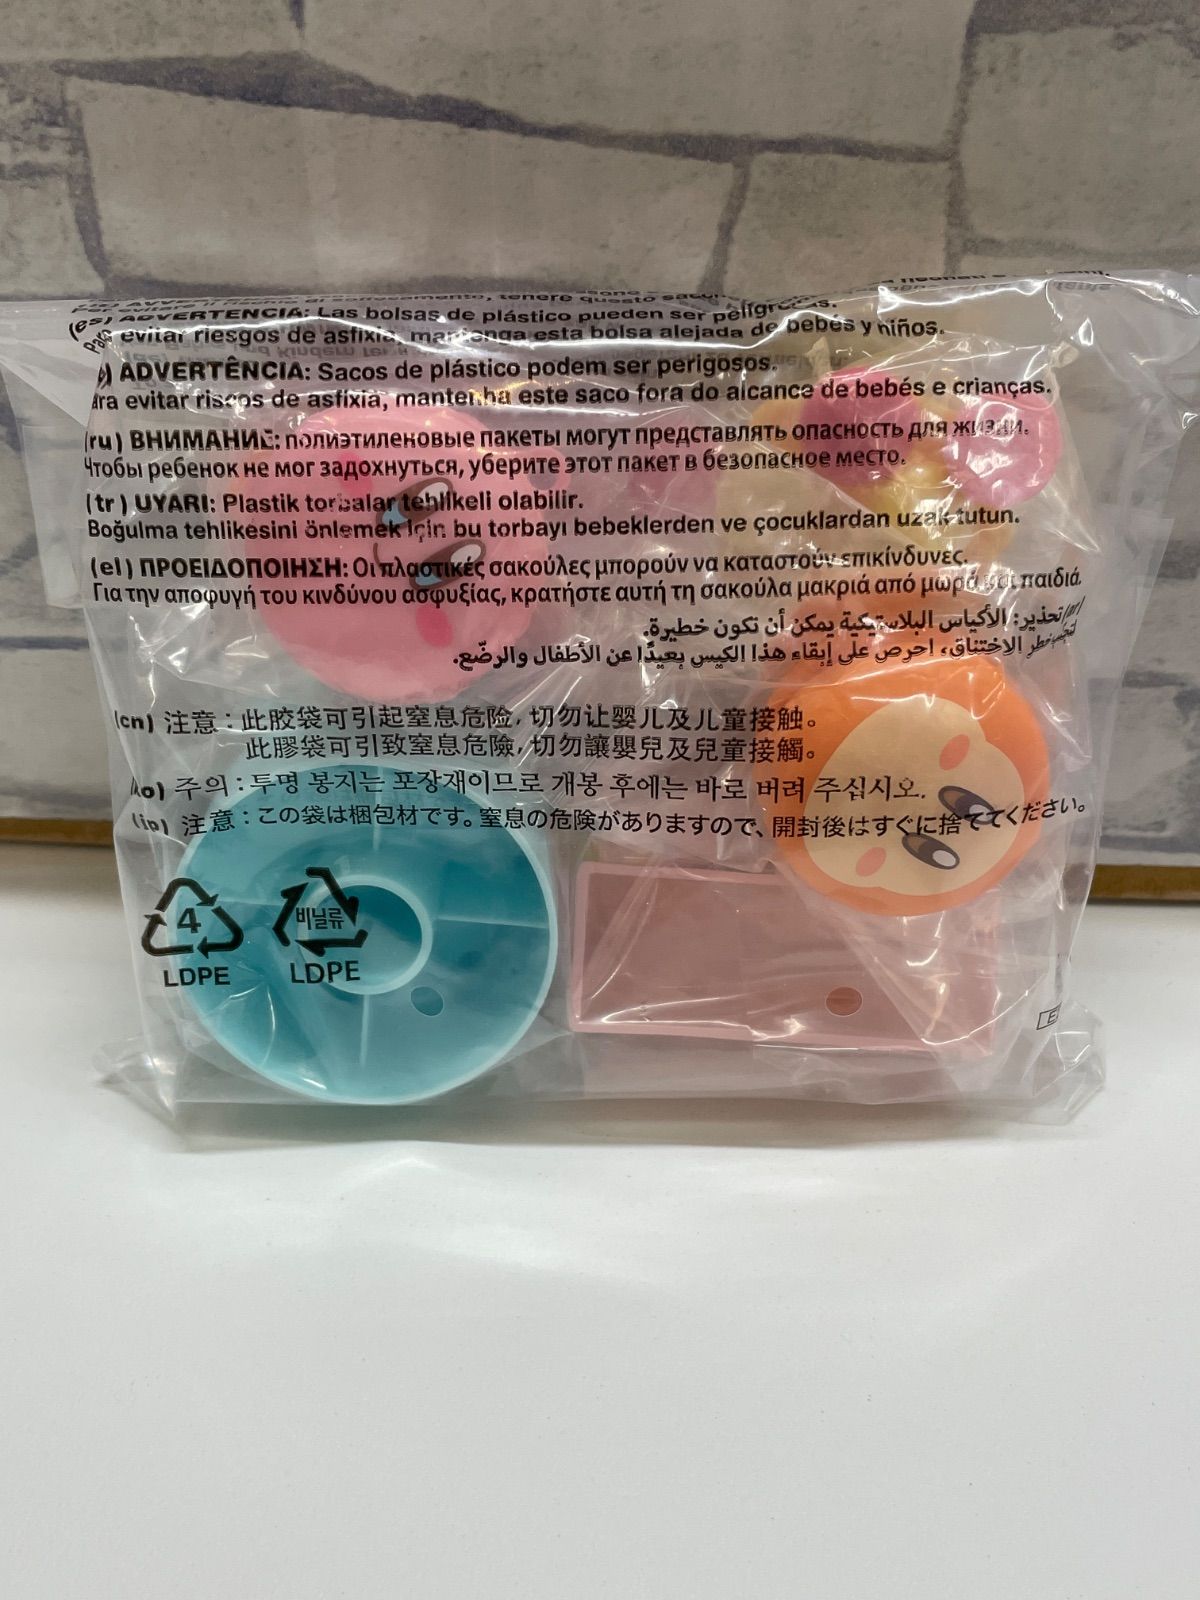 (es) ADVERTENCIA: Las bolsas de plástico pueden ser peligrosas.
Para evitar riesgos de asfixia, mantenga esta bolsa alejada de bebés y niños.
ADVERTÊNCIA: Sacos de plástico podem ser perigosos.
ara evitar riscos de asfixia, mantenha este saco fora do alcance de bebés e crianças.
(ru) ВНИМАНИЕ: полиэтиленовые пакеты могут представлять опасность для жизни.
Чтобы ребенок не мог задохнуться, уберите этот пакет в безопасное место.
(tr) UYARI: Plastik torbalar tehlikeli olabilir.
Boğulma tehlikesini önlemek için bu torbayı bebeklerden ve çocuklardan uzak tutun.
(el) ΠΡΟΕΙΔΟΠΟΙΗΣΗ: Οι πλαστικές σακούλες μπορούν να καταστούν επικίνδυνες.
Για την αποφυγή του κινδύνου ασφυξίας, κρατήστε αυτή τη σακούλα μακριά από μωρά και παιδιά.
(ar) تحذير: الأكياس البلاستيكية يمكن أن تكون خطيرة.
لتجنب خطر الاختناق، احرص على إبقاء هذا الكيس بعيدًا عن الأطفال والرضّع.
(cn) 注意：此胶袋可引起窒息危险，切勿让婴儿及儿童接触。
此膠袋可引致窒息危險，切勿讓嬰兒及兒童接觸。
(ko) 주의 : 투명 봉지는 포장재이므로 개봉 후에는 바로 버려 주십시오.
(jp) 注意：この袋は梱包材です。窒息の危険がありますので、開封後はすぐに捨ててください。
4
LDPE
비닐류
LDPE